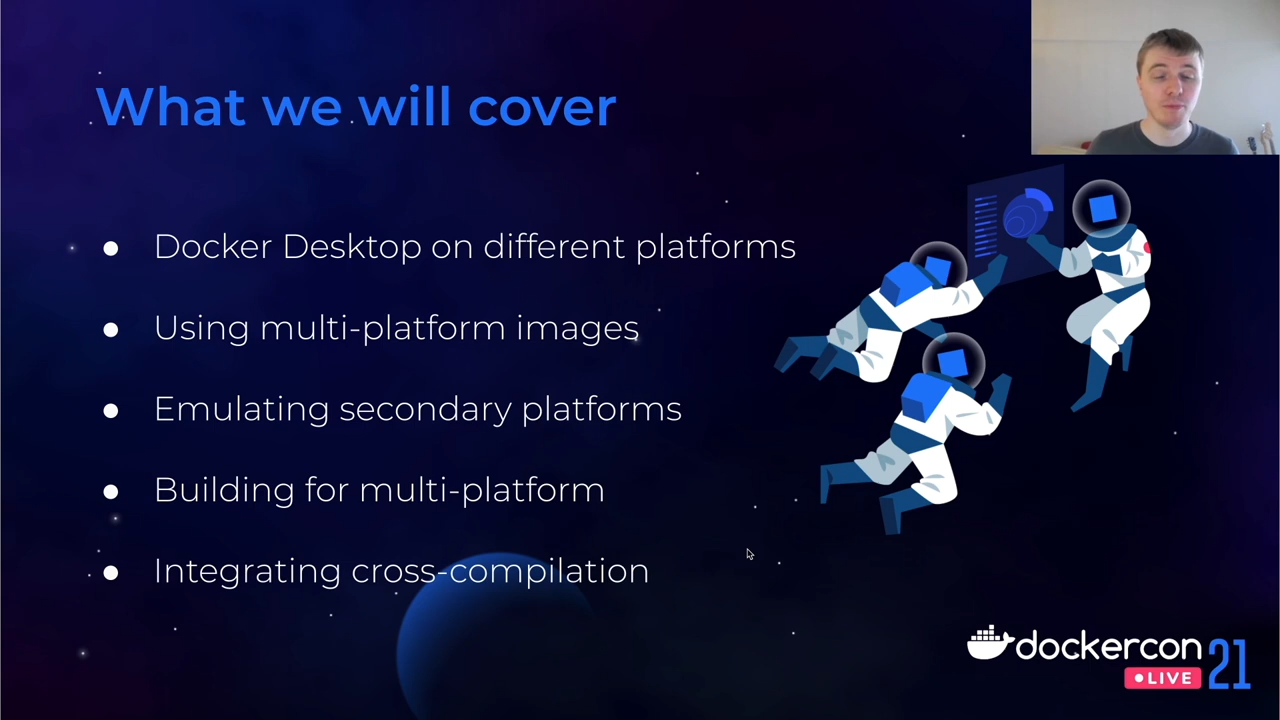 What we will cover
● Docker Desktop on different platforms
● Using multi-platform images
● Emulating secondary platforms
● Building for multi-platform
● Integrating cross-compilation
dockercon 21
● LIVE